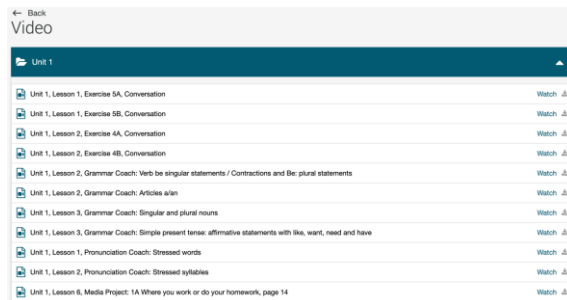 ← Back
Video
Unit 1
Unit 1, Lesson 1, Exercise 5A, Conversation Watch
Unit 1, Lesson 1, Exercise 5B, Conversation Watch
Unit 1, Lesson 2, Exercise 4A, Conversation Watch
Unit 1, Lesson 2, Exercise 4B, Conversation Watch
Unit 1, Lesson 2, Grammar Coach: Verb be singular statements / Contractions and Be: plural statements Watch
Unit 1, Lesson 2, Grammar Coach: Articles a/an Watch
Unit 1, Lesson 3, Grammar Coach: Singular and plural nouns Watch
Unit 1, Lesson 3, Grammar Coach: Simple present tense: affirmative statements with like, want, need and have Watch
Unit 1, Lesson 1, Pronunciation Coach: Stressed words Watch
Unit 1, Lesson 2, Pronunciation Coach: Stressed syllables Watch
Unit 1, Lesson 6, Media Project: 1A Where you work or do your homework, page 14 Watch